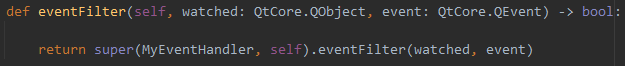 def eventFilter(self, watched: QtCore.QObject, event: QtCore.QEvent) -> bool:
return super(MyEventHandler, self).eventFilter(watched, event)